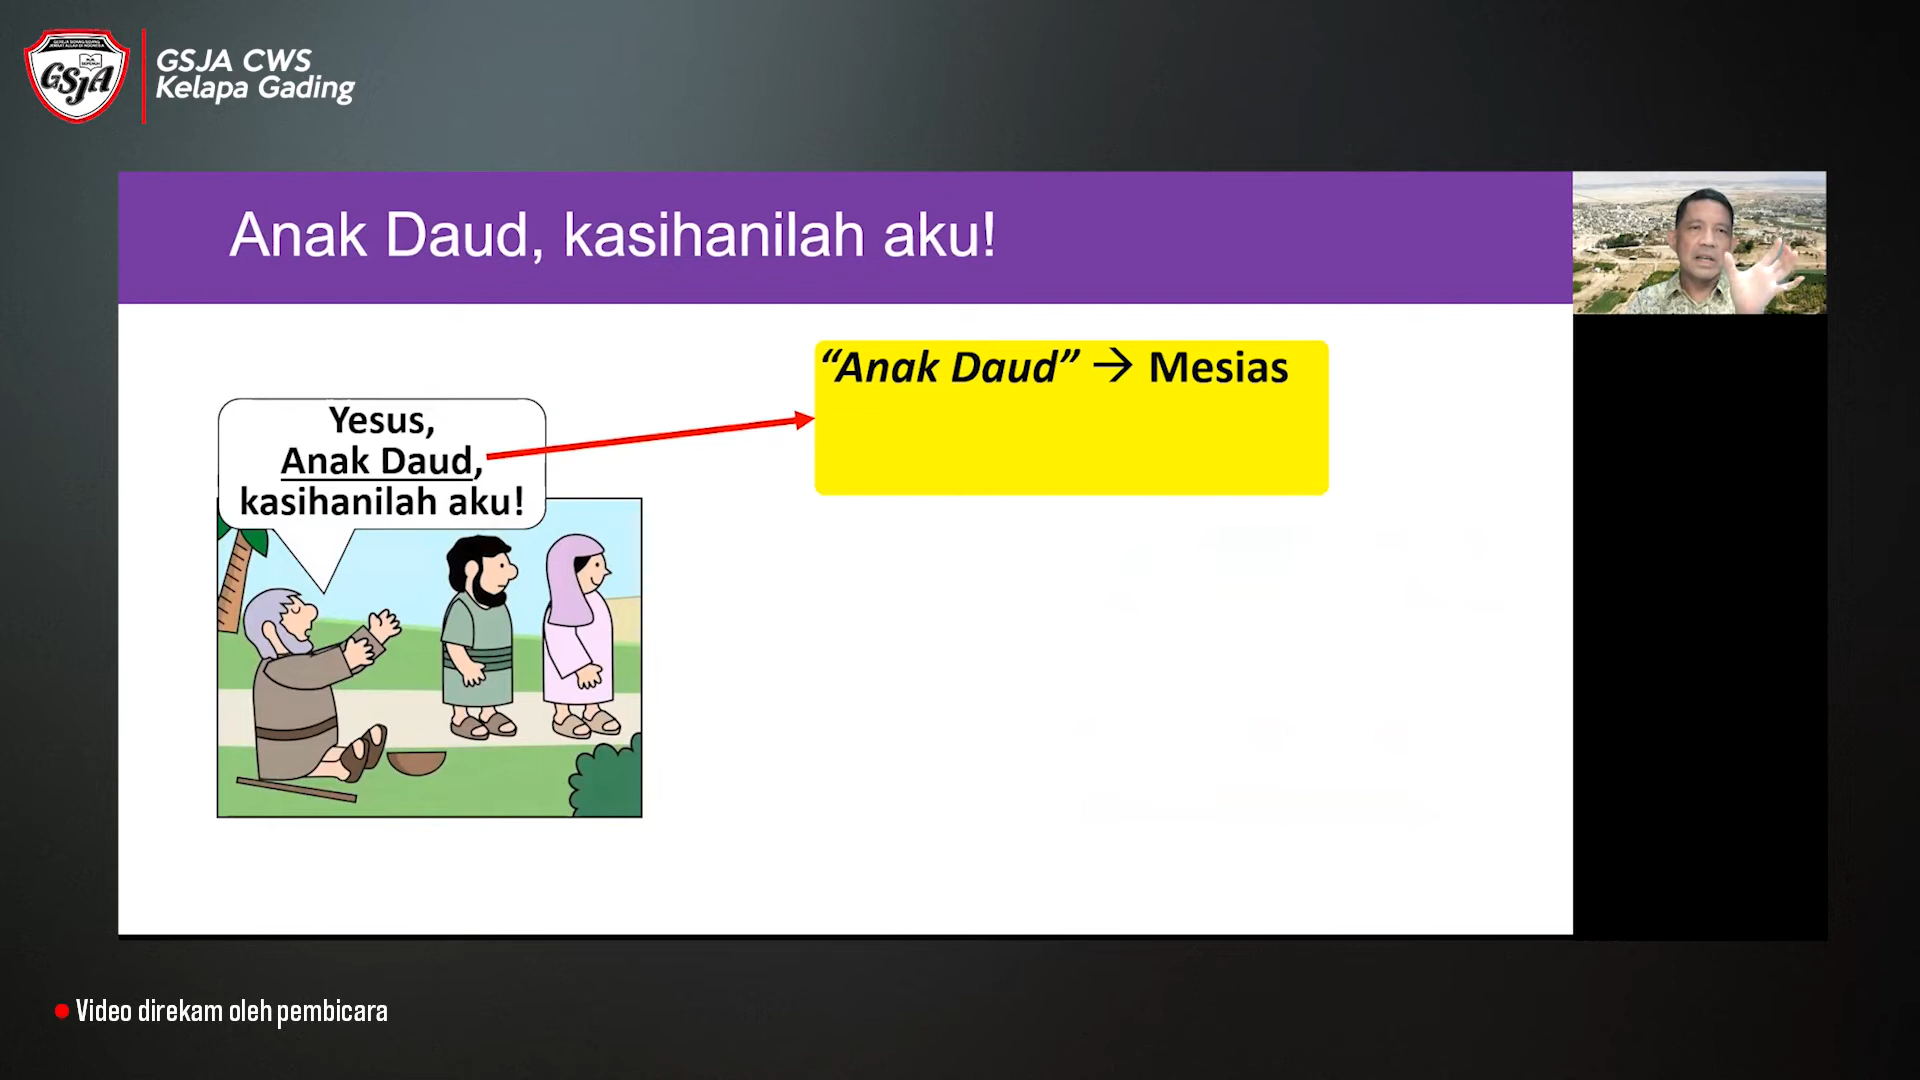 GSJA
GSJA CWS
Kelapa Gading
Anak Daud, kasihanilah aku!
“Anak Daud” → Mesias
Yesus,
Anak Daud,
kasihanilah aku!
Video direkam oleh pembicara